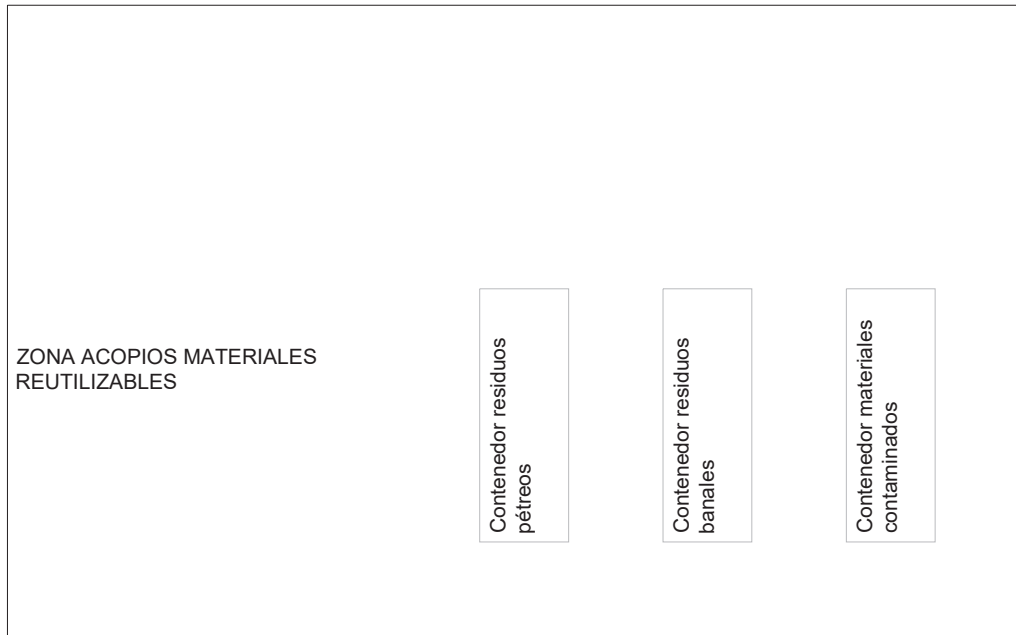 ZONA ACOPIOS MATERIALES
REUTILIZABLES
Contenedor residuos
pétreos
Contenedor residuos
banales
Contenedor materiales
contaminados